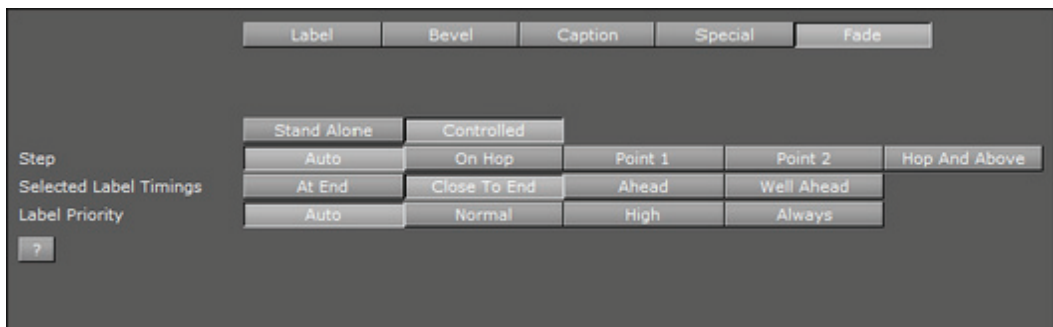 Label Bevel Caption Special Fade
Stand Alone Controlled
Step Auto On Hop Point 1 Point 2 Hop And Above
Selected Label Timings At End Close To End Ahead Well Ahead
Label Priority Auto Normal High Always
?